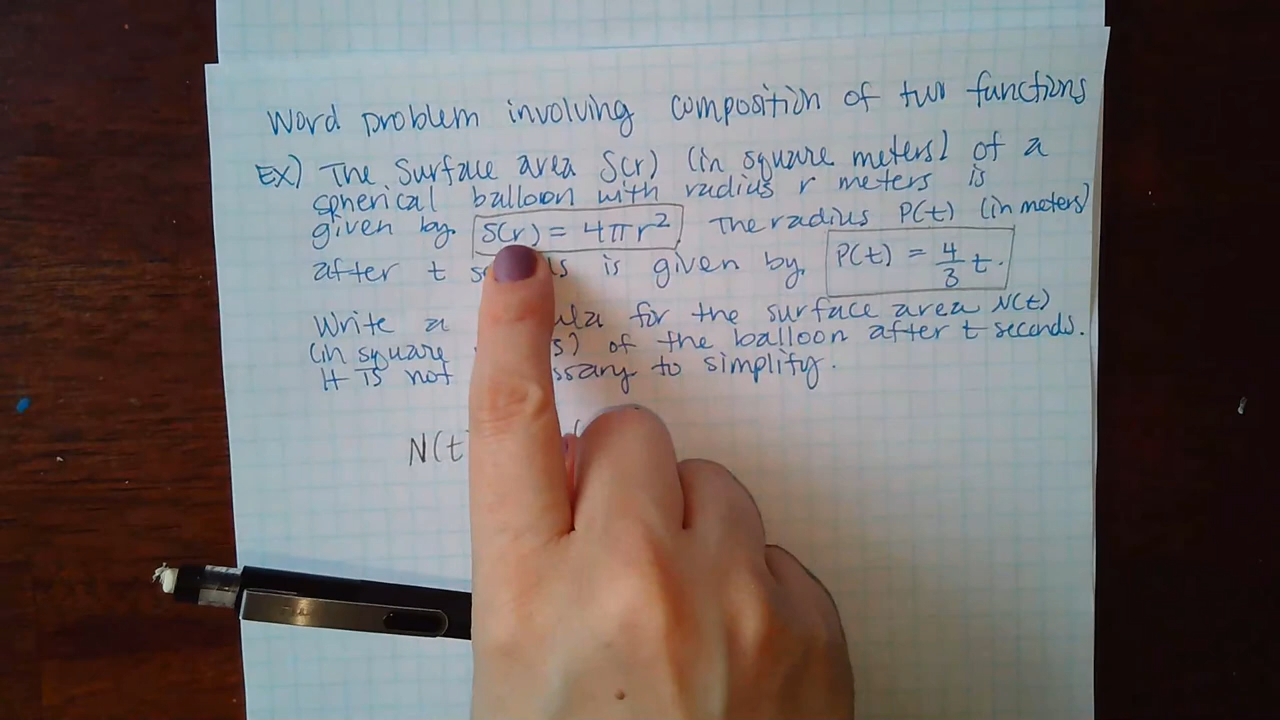 Word problem involving composition of two functions
EX) The Surface area S(r) (in square meters) of a
spherical balloon with radius r meters is
given by S(r) = 4πr². The radius P(t) (in meters)
after t is given by P(t) = 4/3 t.
Write a for the surface area N(t)
(in square of the balloon after t seconds.
It is not to simplify.
N(t